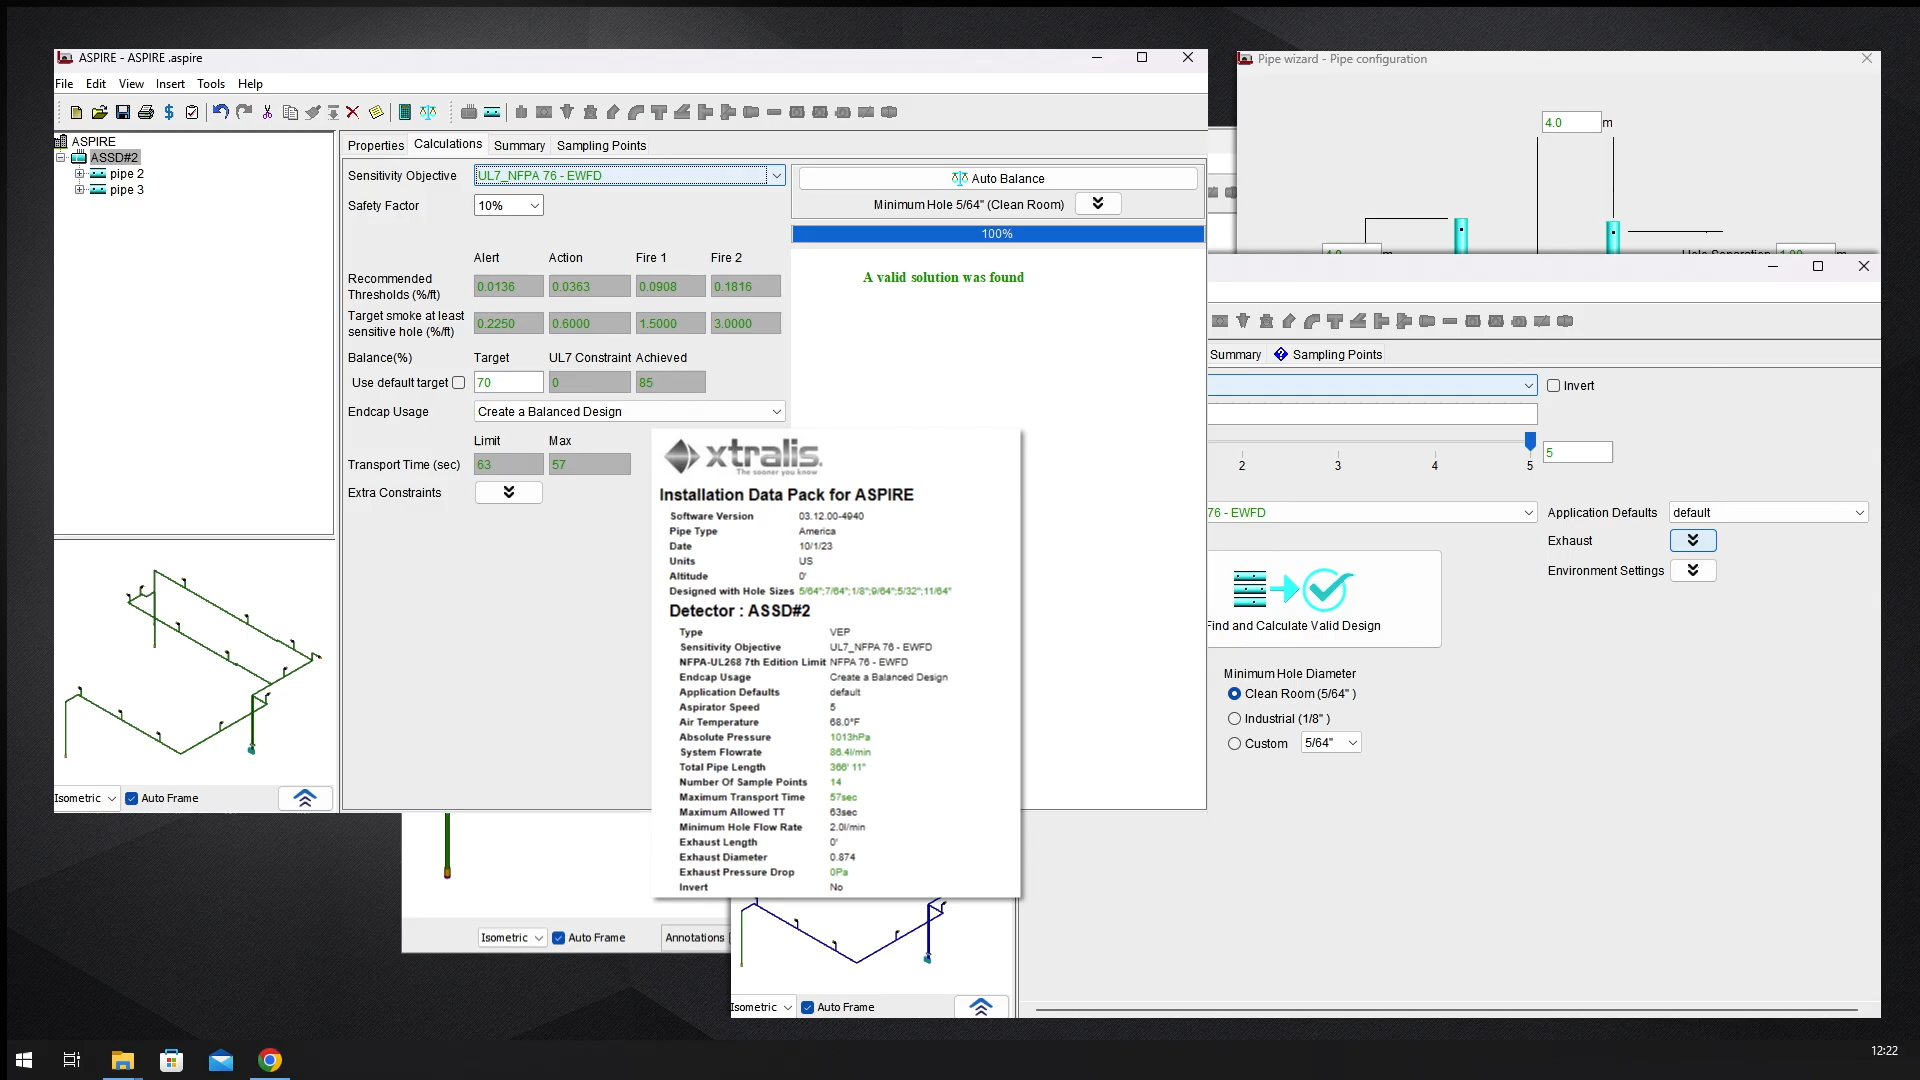 ASPIRE - ASPIRE .aspire
File Edit View Insert Tools Help
ASPIRE
ASSD#2
pipe 2
pipe 3
Isometric Auto Frame
Properties Calculations Summary Sampling Points
Sensitivity Objective UL7_NFPA 76 - EWFD
Safety Factor 10%
Alert Action Fire 1 Fire 2
Recommended
Thresholds (%/ft) 0.0136 0.0363 0.0908 0.1816
Target smoke at least
sensitive hole (%/ft) 0.2250 0.6000 1.5000 3.0000
Balance(%) Target UL7 Constraint Achieved
Use default target 70 0 85
Endcap Usage Create a Balanced Design
Limit Max
Transport Time (sec) 63 57
Extra Constraints
Auto Balance
Minimum Hole 5/64" (Clean Room)
100%
A valid solution was found
xtralis.
The sooner you know
Installation Data Pack for ASPIRE
Software Version 03.12.00-4940
Pipe Type America
Date 10/1/23
Units US
Altitude 0'
Designed with Hole Sizes 5/64";7/64";1/8";9/64";5/32";11/64"
Detector : ASSD#2
Type VEP
Sensitivity Objective UL7_NFPA 76 - EWFD
NFPA-UL268 7th Edition Limit NFPA 76 - EWFD
Endcap Usage Create a Balanced Design
Application Defaults default
Aspirator Speed 5
Air Temperature 68.0°F
Absolute Pressure 1013hPa
System Flowrate 86.4l/min
Total Pipe Length 366' 11"
Number Of Sample Points 14
Maximum Transport Time 57sec
Maximum Allowed TT 63sec
Minimum Hole Flow Rate 2.0l/min
Exhaust Length 0'
Exhaust Diameter 0.874
Exhaust Pressure Drop 0Pa
Invert No
Isometric Auto Frame Annotations
Isometric Auto Frame
Pipe wizard - Pipe configuration
4.0 m
Summary Sampling Points
Invert
2 3 4 5
5
76 - EWFD
Application Defaults default
Exhaust
Environment Settings
Find and Calculate Valid Design
Minimum Hole Diameter
Clean Room (5/64" )
Industrial (1/8" )
Custom 5/64"
12:22